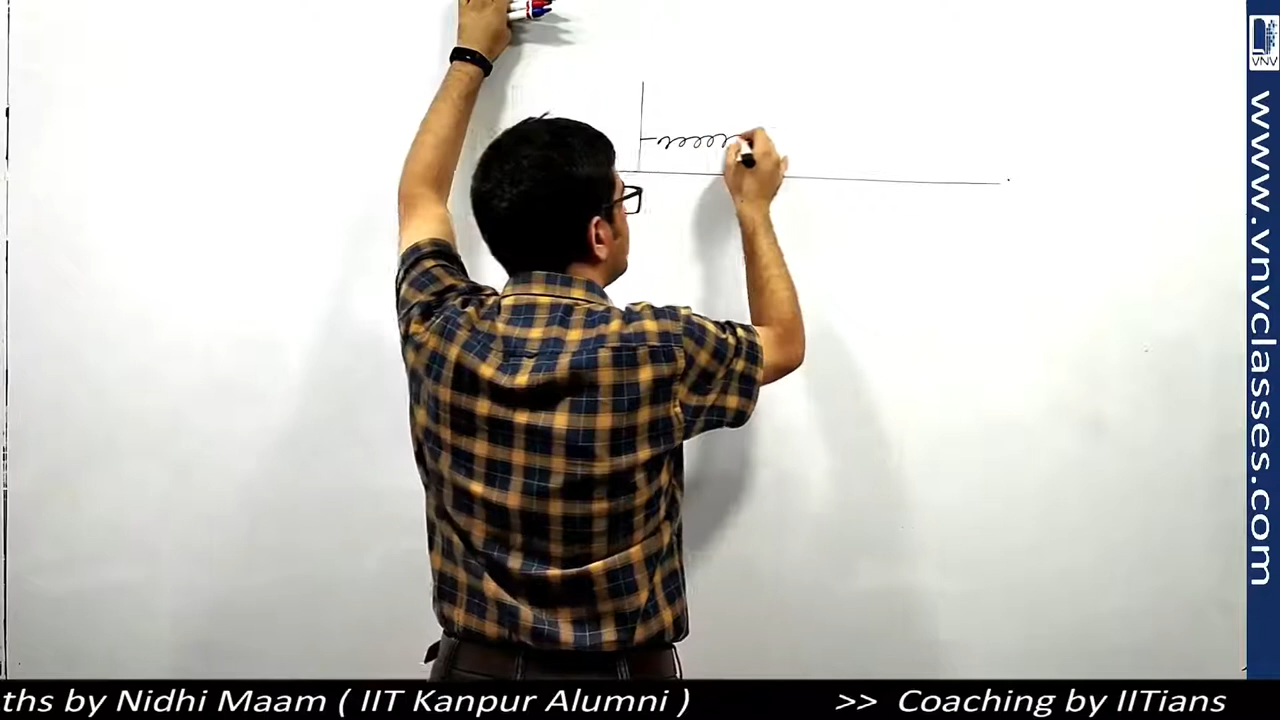 VNV
www.vnvclasses.com
ths by Nidhi Maam ( IIT Kanpur Alumni ) >> Coaching by IITians